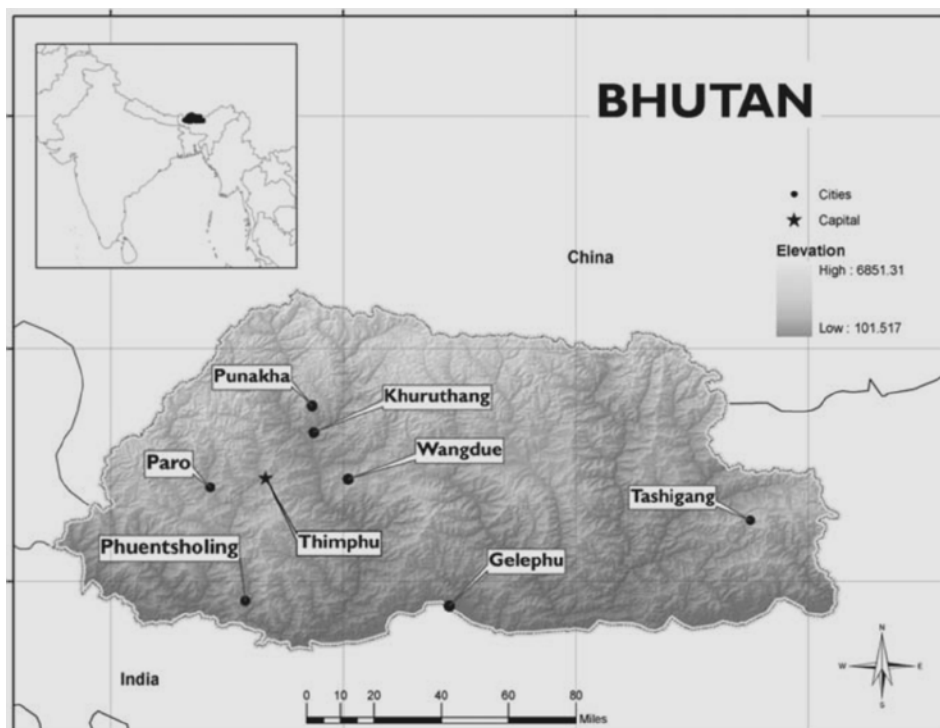 BHUTAN
Cities
Capital
Elevation
High : 6851.31
Low : 101.517
China
Punakha
Khuruthang
Wangdue
Paro
Tashigang
Thimphu
Phuentsholing
Gelephu
India
N
W E
S
0 10 20 40 60 80
Miles